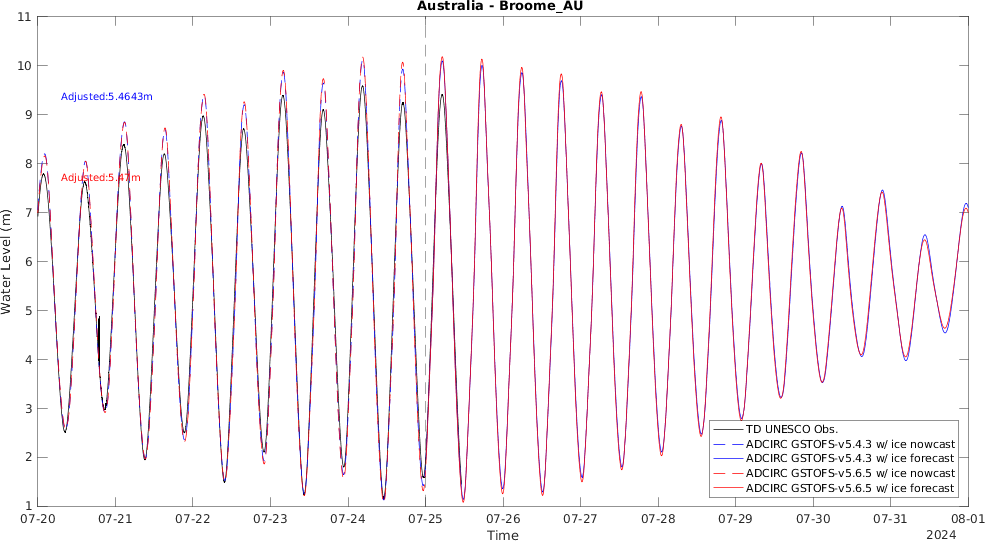 Australia - Broome_AU
11
10
9
8
7
6
5
4
3
2
1
Water Level (m)
Adjusted:5.4643m
Adjusted:5.47m
TD UNESCO Obs.
ADCIRC GSTOFS-v5.4.3 w/ ice nowcast
ADCIRC GSTOFS-v5.4.3 w/ ice forecast
ADCIRC GSTOFS-v5.6.5 w/ ice nowcast
ADCIRC GSTOFS-v5.6.5 w/ ice forecast
07-20 07-21 07-22 07-23 07-24 07-25 07-26 07-27 07-28 07-29 07-30 07-31 08-01
Time
2024